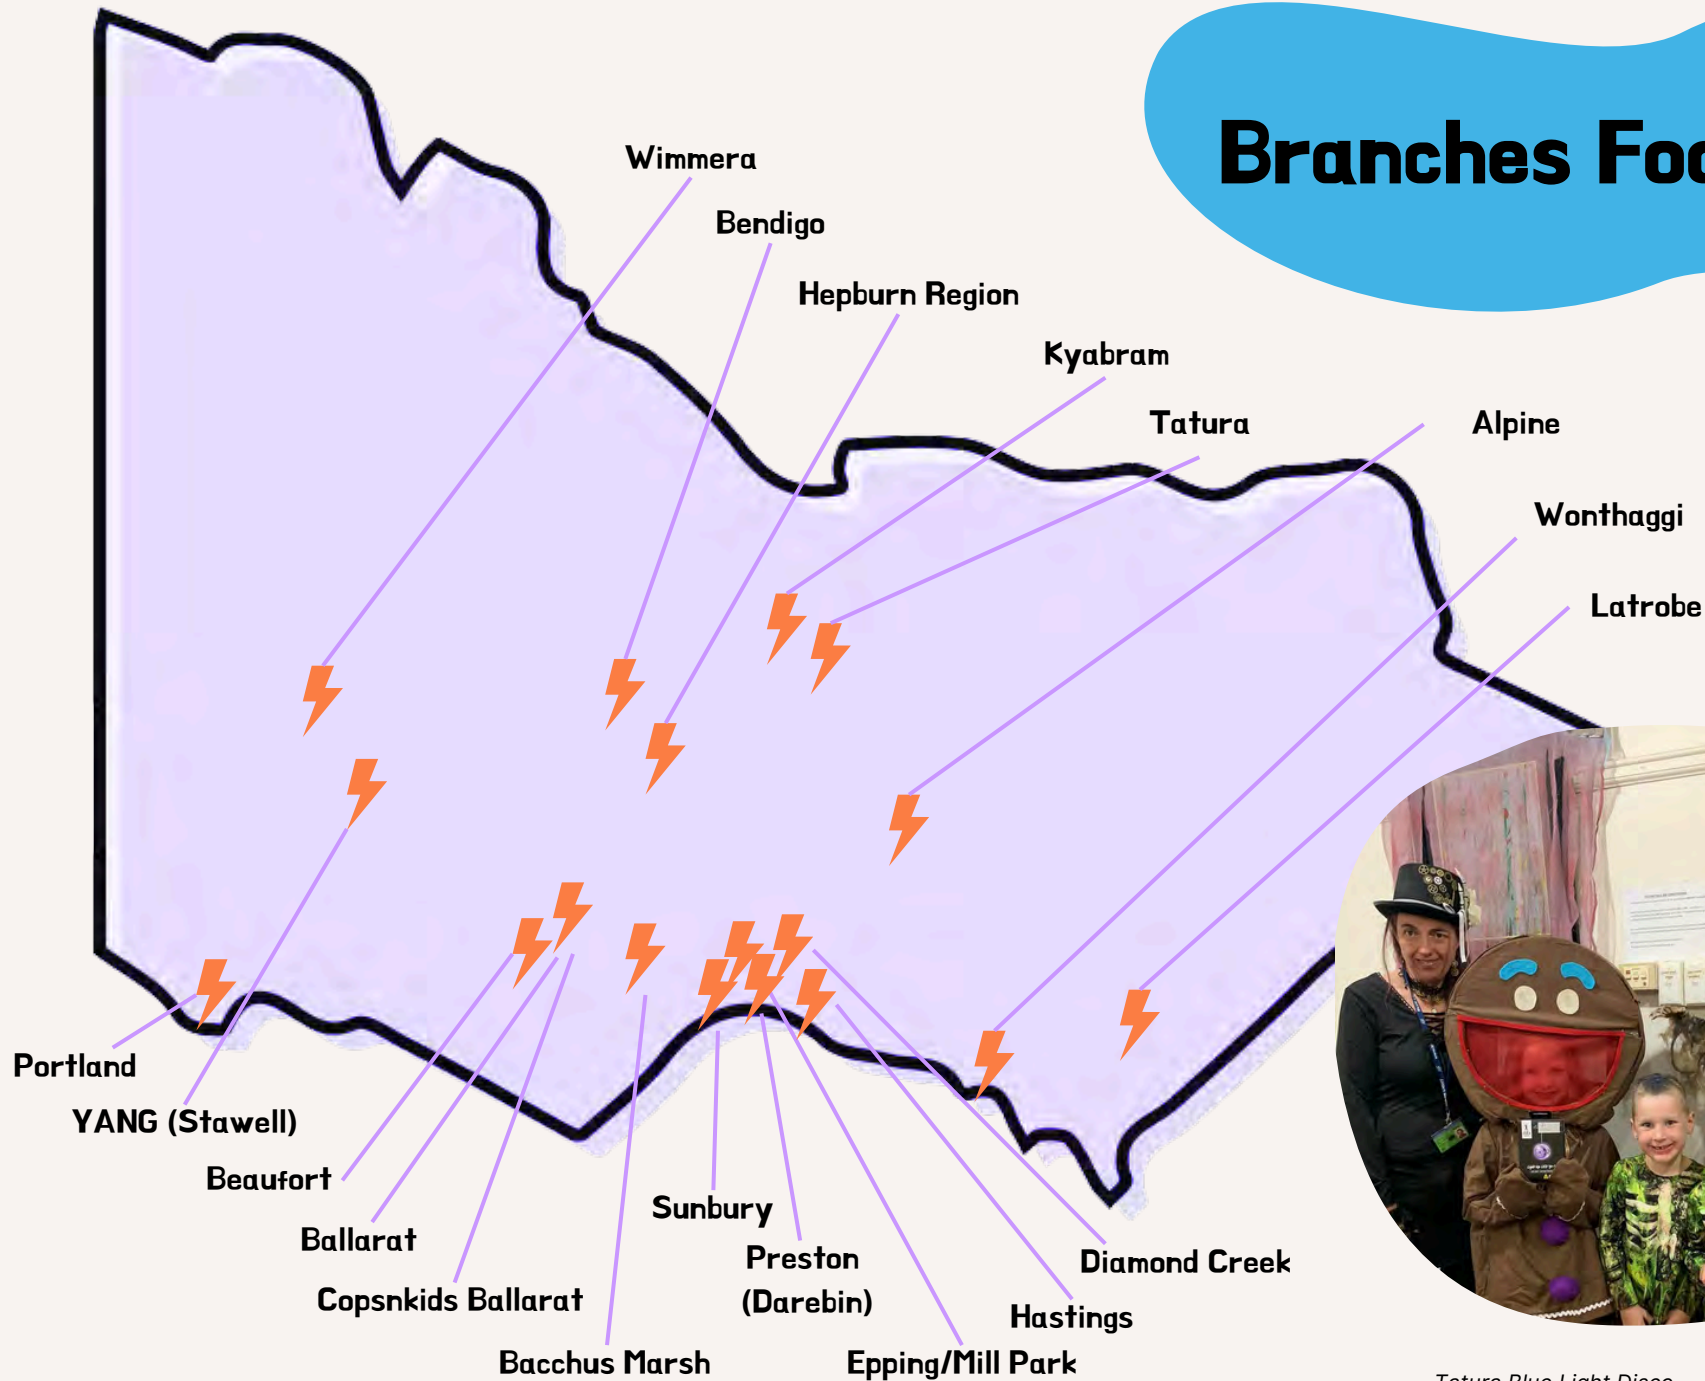 Branches
Wimmera
Bendigo
Hepburn Region
Kyabram
Tatura
Alpine
Wonthaggi
Latrobe
Portland
YANG (Stawell)
Beaufort
Ballarat
Copsnkids Ballarat
Bacchus Marsh
Sunbury
Preston
(Darebin)
Epping/Mill Park
Hastings
Diamond Creek